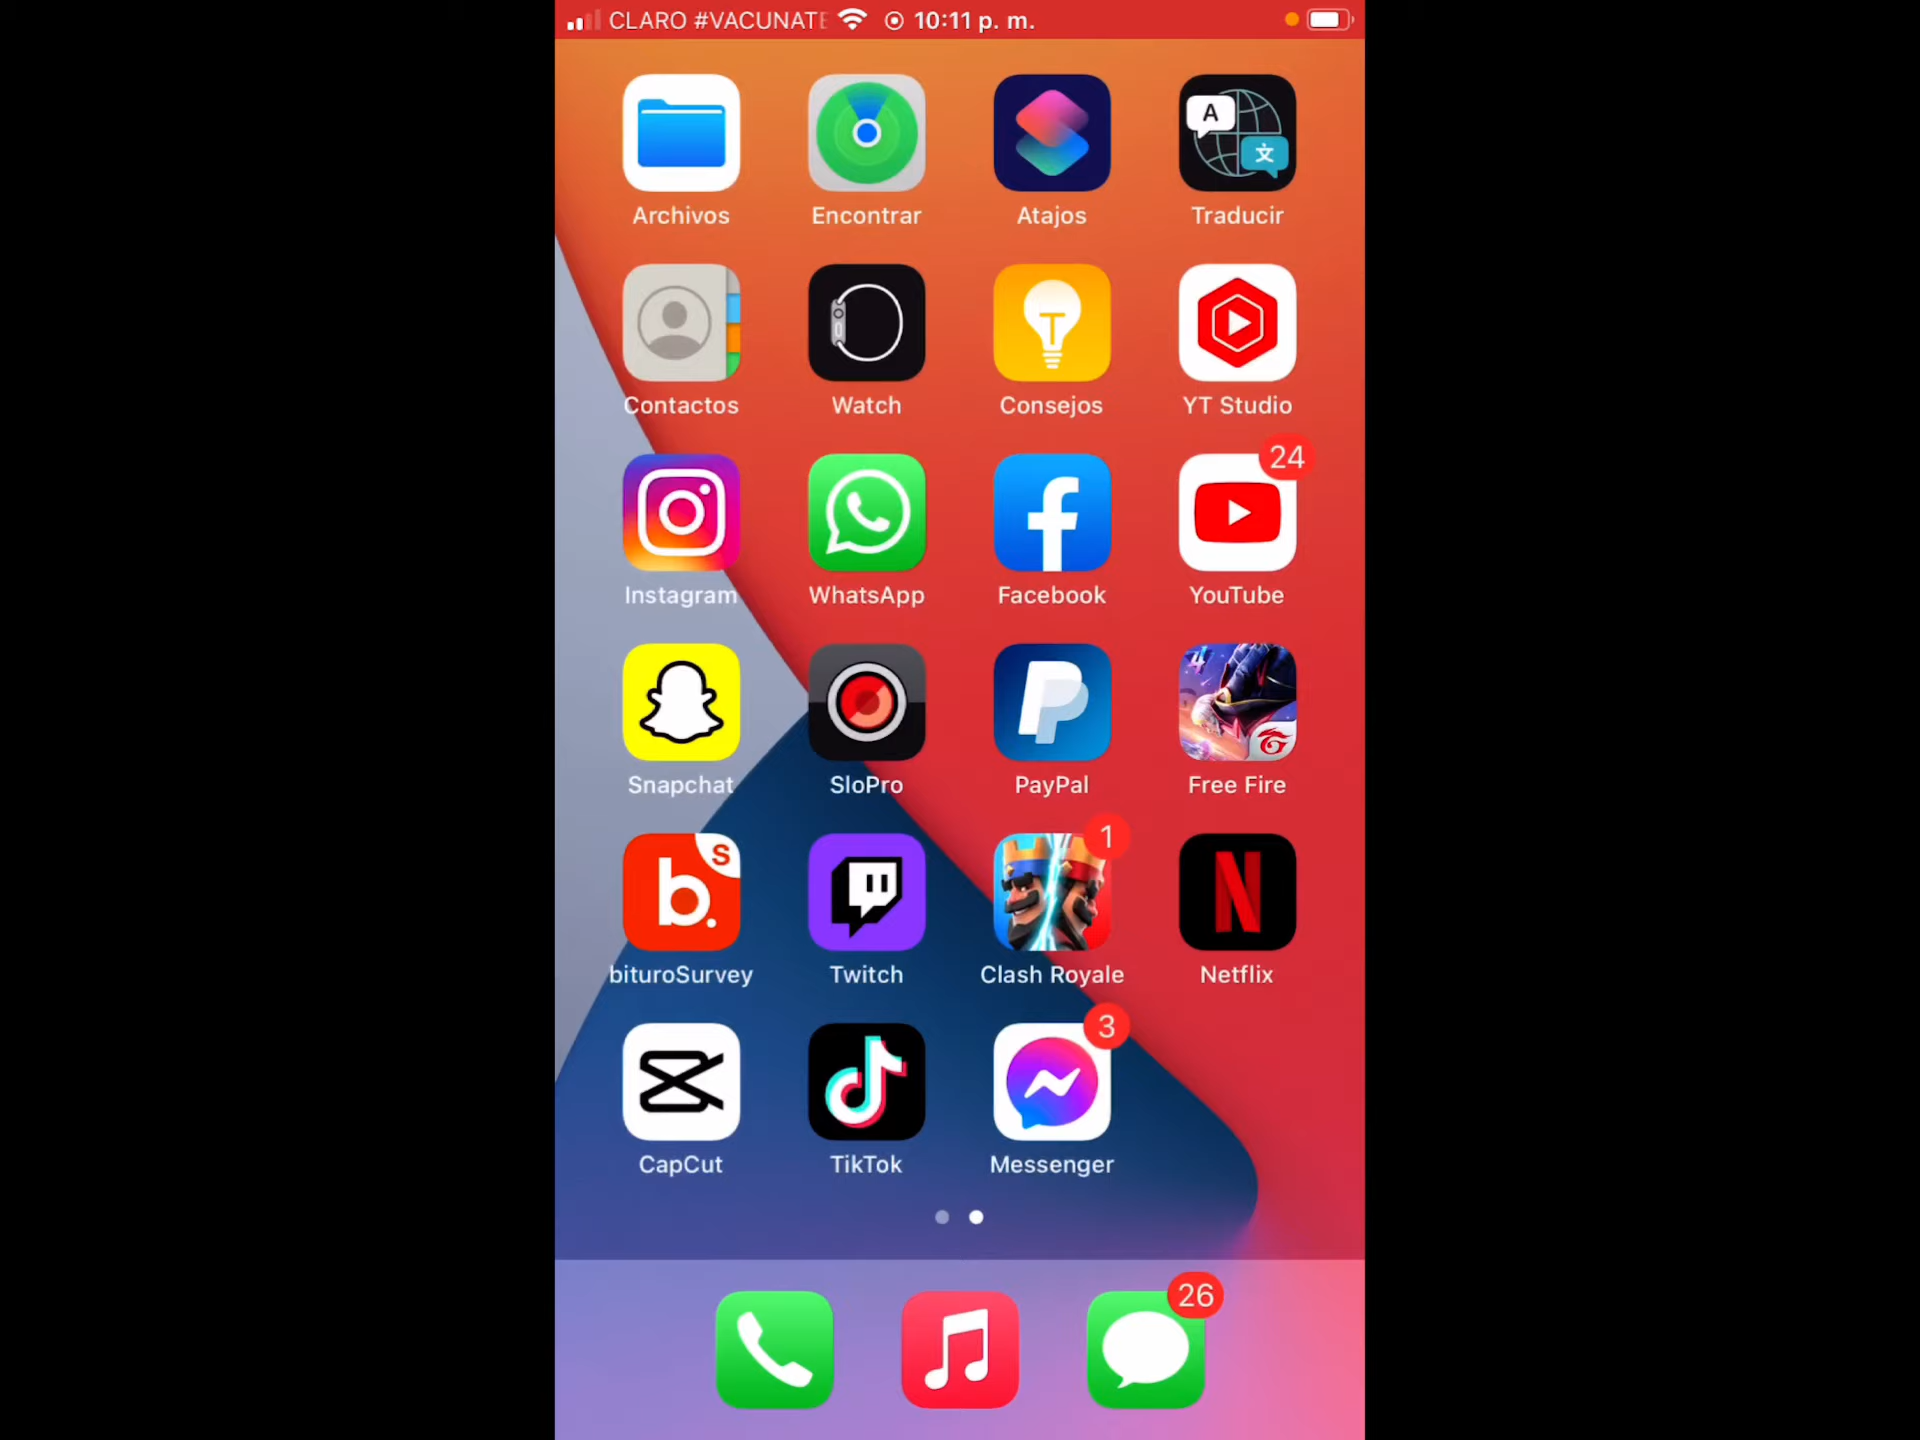 CLARO #VACUNATE 10:11 p. m.
Archivos Encontrar Atajos Traducir
Contactos Watch Consejos YT Studio
24
Instagram WhatsApp Facebook YouTube
Snapchat SloPro PayPal Free Fire
1
bituroSurvey Twitch Clash Royale Netflix
3
CapCut TikTok Messenger
26